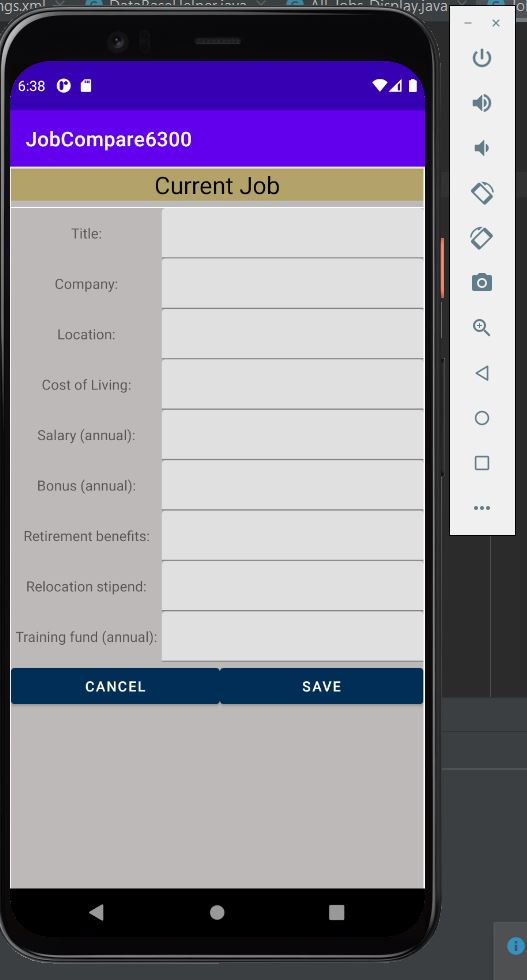 ngs.xml
DataBaseHelper.java
All_Jobs_Display.java
6:38
JobCompare6300
Current Job
Title:
Company:
Location:
Cost of Living:
Salary (annual):
Bonus (annual):
Retirement benefits:
Relocation stipend:
Training fund (annual):
CANCEL SAVE